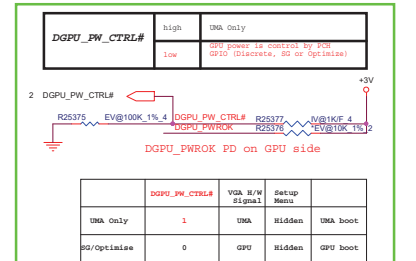 DGPU_PW_CTRL#
high
UMA Only
low
GPU power is control by PCH
GPIO (Discrete, SG or Optimize)
+3V
2 DGPU_PW_CTRL#
R25375 EV@100K_1%_4 DGPU_PW_CTRL# R25377 IV@1K/F_4
DGPU_PWROK R25376 *EV@10K_1%_2
DGPU_PWROK PD on GPU side
DGPU_PW_CTRL# VGA H/W Signal Setup Menu
UMA Only 1 UMA Hidden UMA boot
SG/Optimise 0 GPU Hidden GPU boot